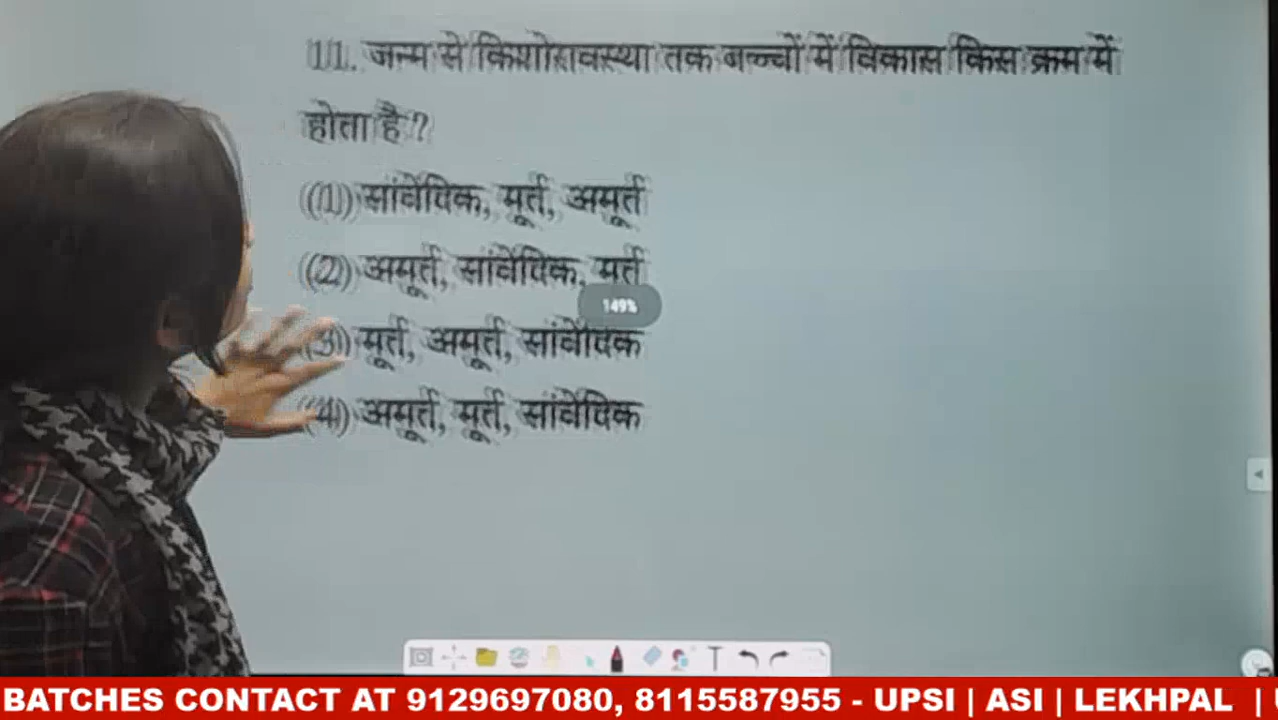 11. जन्म से किशोरावस्था तक बच्चों में विकास किस क्रम में
होता है ?
(1) सांवेदिक, मूर्त, अमूर्त
(2) अमूर्त, सांवेदिक, मूर्त
149%
(3) मूर्त, अमूर्त, सांवेदिक
(4) अमूर्त, मूर्त, सांवेदिक
BATCHES CONTACT AT 9129697080, 8115587955 - UPSI | ASI | LEKHPAL |